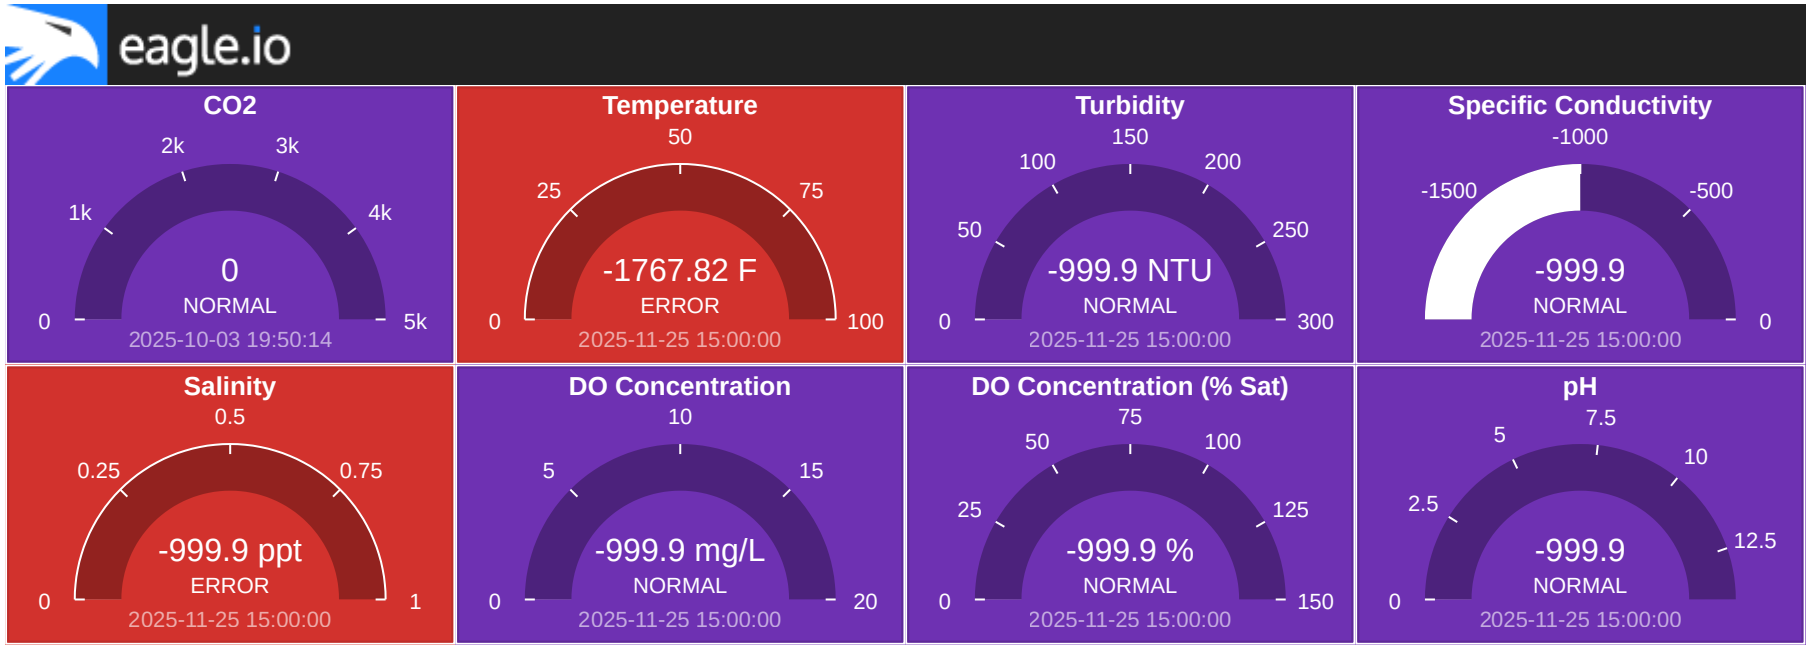 eagle.io
CO2
2k
3k
1k
4k
0
NORMAL
0
5k
2025-10-03 19:50:14
Temperature
50
25
75
-1767.82 F
ERROR
0
100
2025-11-25 15:00:00
Turbidity
150
100
200
50
250
-999.9 NTU
NORMAL
0
300
2025-11-25 15:00:00
Specific Conductivity
-1000
-1500
-500
-999.9
NORMAL
0
2025-11-25 15:00:00
Salinity
0.5
0.25
0.75
-999.9 ppt
ERROR
0
1
2025-11-25 15:00:00
DO Concentration
10
5
15
-999.9 mg/L
NORMAL
0
20
2025-11-25 15:00:00
DO Concentration (% Sat)
75
50
100
25
125
-999.9 %
NORMAL
0
150
2025-11-25 15:00:00
pH
7.5
5
10
2.5
12.5
-999.9
NORMAL
0
2025-11-25 15:00:00